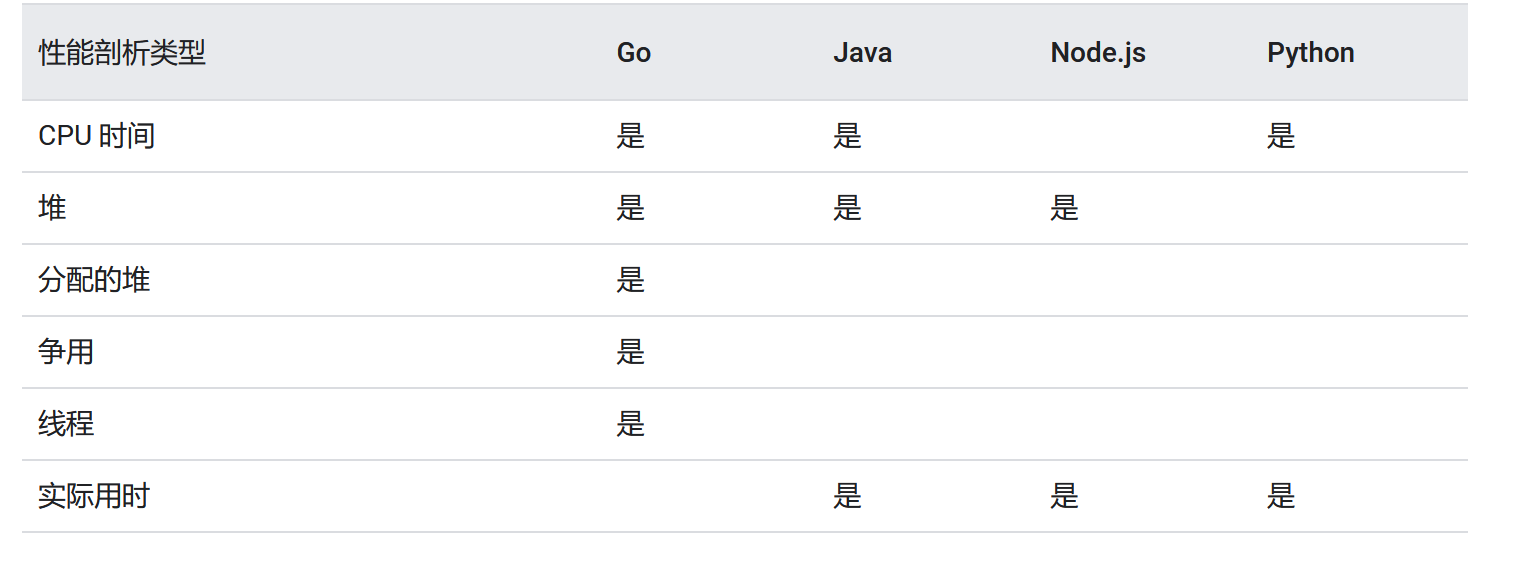 性能剖析类型 Go Java Node.js Python
CPU 时间 是 是 是
堆 是 是 是
分配的堆 是
争用 是
线程 是
实际用时 是 是 是